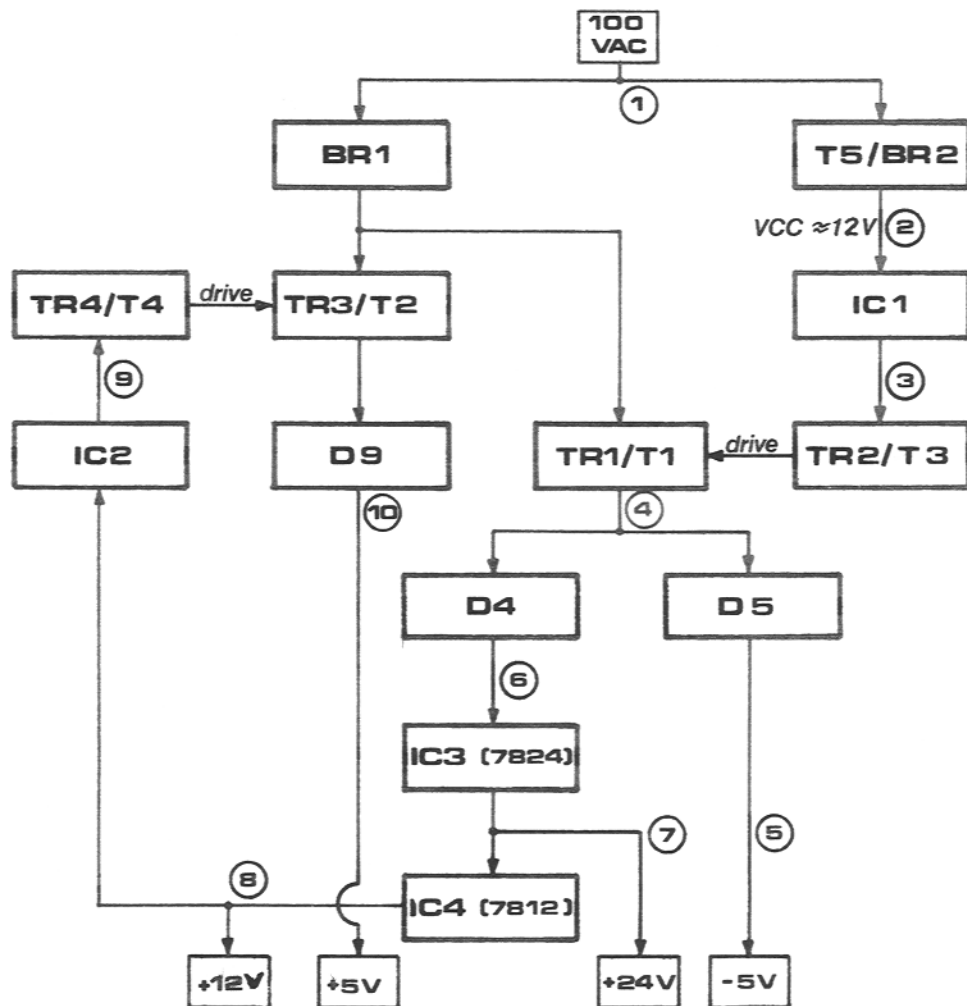 100
VAC
1
BR1
T5/BR2
VCC ≈12V
2
TR4/T4
drive
TR3/T2
IC1
9
3
IC2
D9
TR1/T1
drive
TR2/T3
10
4
D4
D5
6
IC3 (7824)
7
5
8
IC4 (7812)
+12V
+5V
+24V
-5V